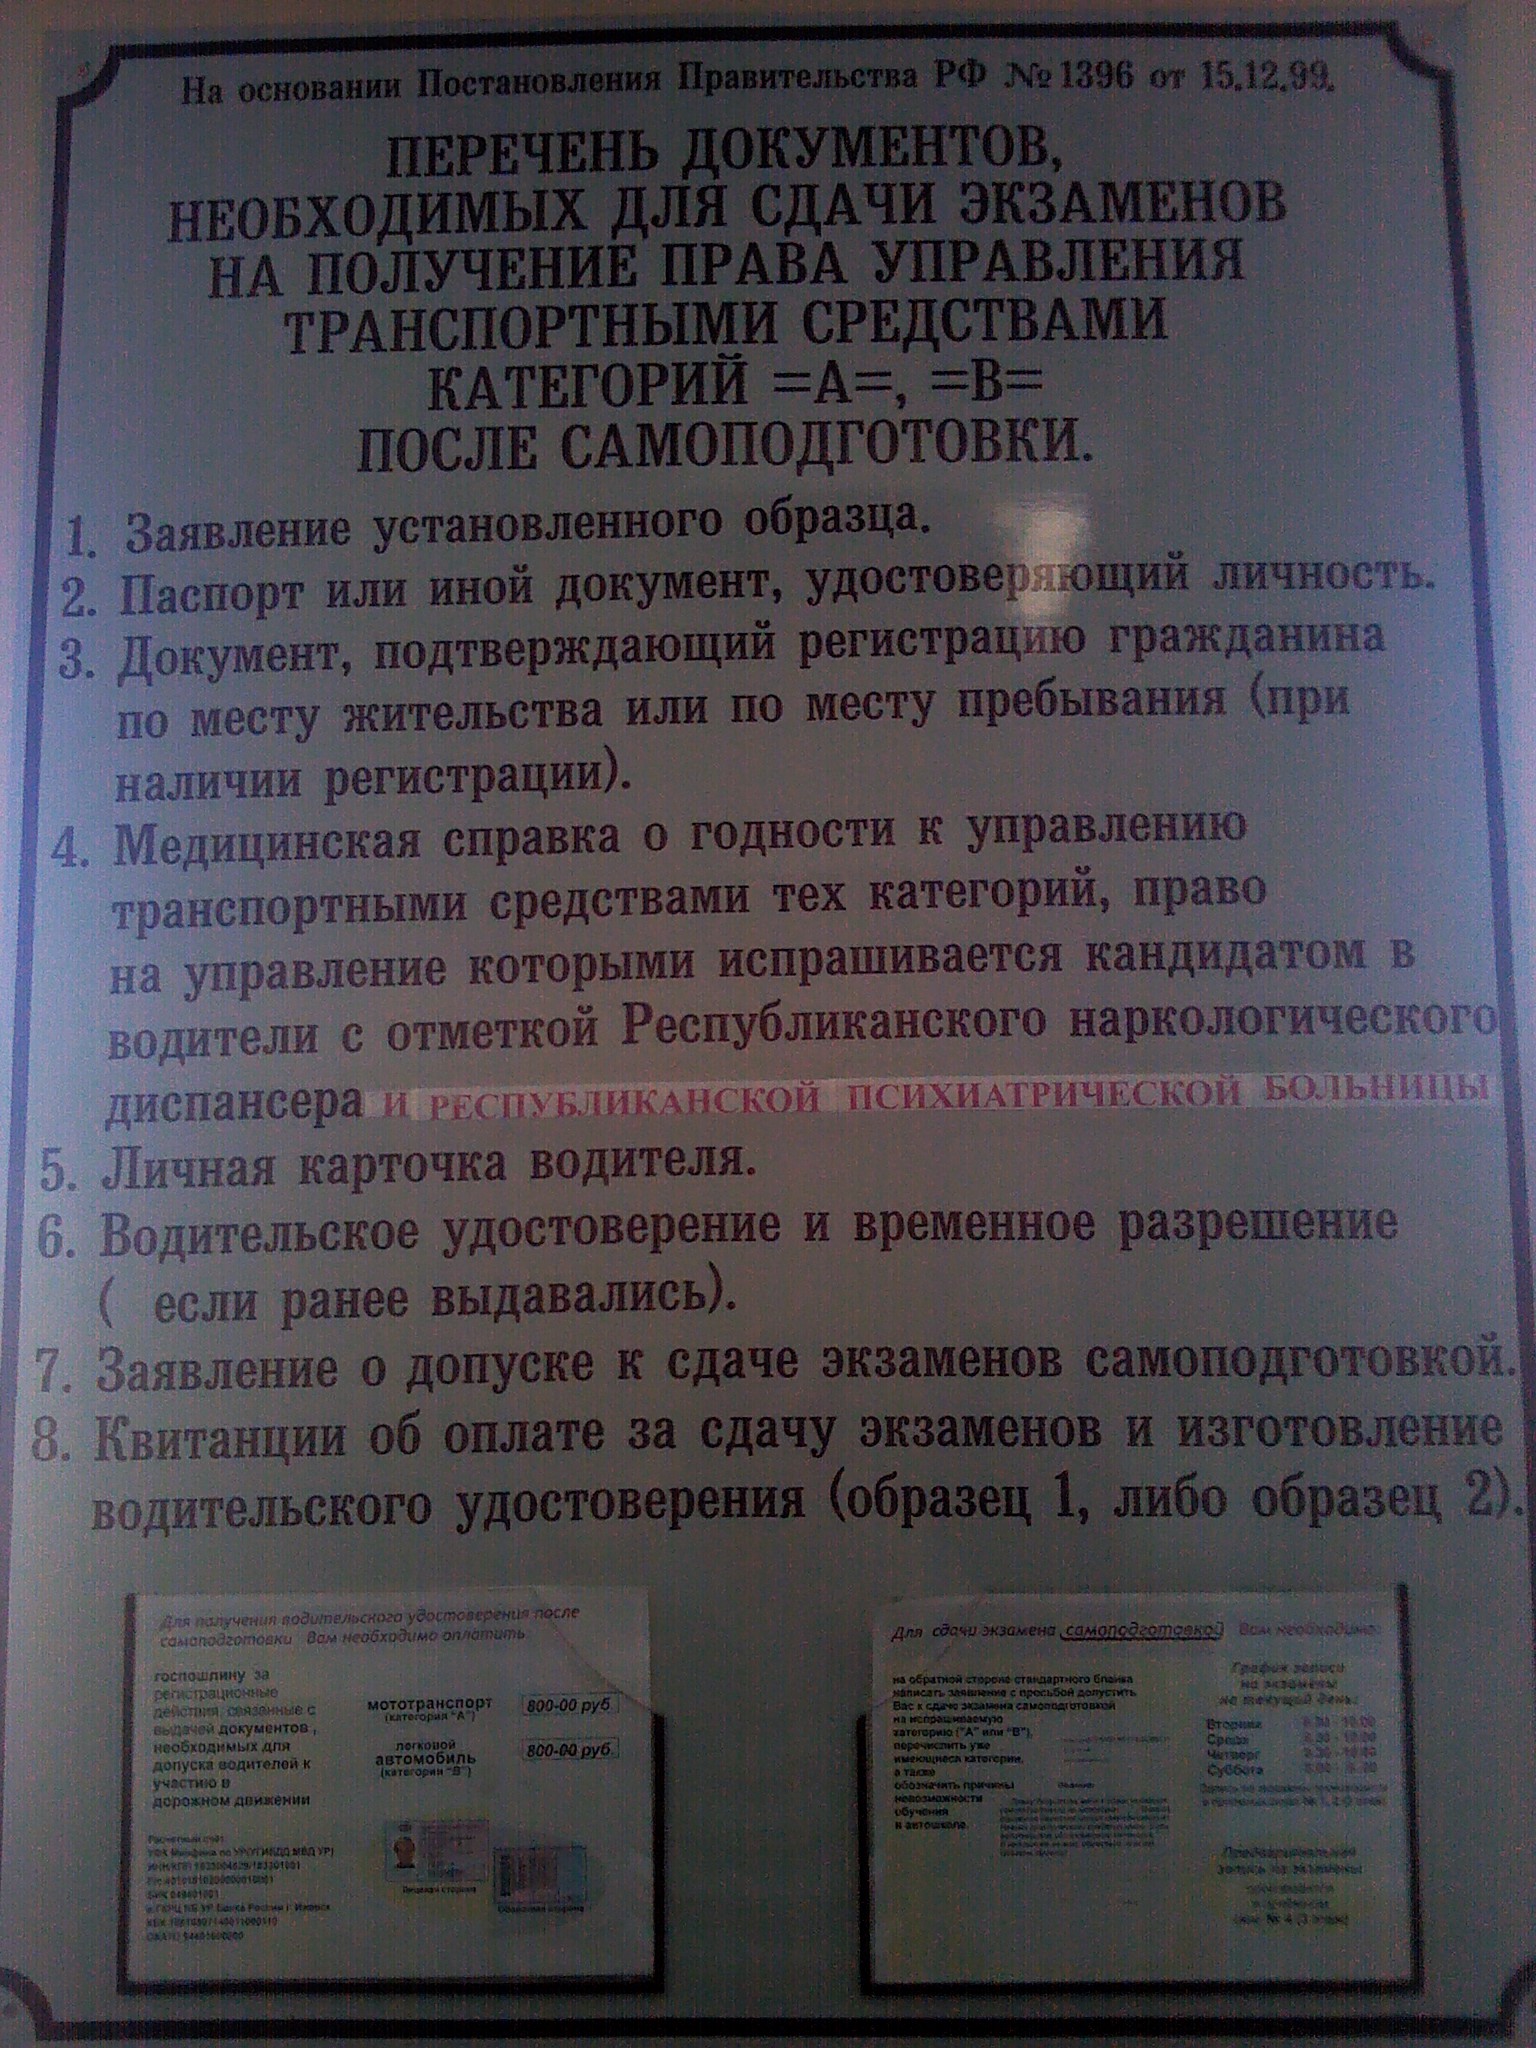 На основании Постановления Правительства РФ №1396 от 15.12.99.
ПЕРЕЧЕНЬ ДОКУМЕНТОВ,
НЕОБХОДИМЫХ ДЛЯ СДАЧИ ЭКЗАМЕНОВ
НА ПОЛУЧЕНИЕ ПРАВА УПРАВЛЕНИЯ
ТРАНСПОРТНЫМИ СРЕДСТВАМИ
КАТЕГОРИЙ =А=, =В=
ПОСЛЕ САМОПОДГОТОВКИ.
1. Заявление установленного образца.
2. Паспорт или иной документ, удостоверяющий личность.
3. Документ, подтверждающий регистрацию гражданина
по месту жительства или по месту пребывания (при
наличии регистрации).
4. Медицинская справка о годности к управлению
транспортными средствами тех категорий, право
на управление которыми испрашивается кандидатом в
водители с отметкой Республиканского наркологического
диспансера И РЕСПУБЛИКАНСКОЙ ПСИХИАТРИЧЕСКОЙ БОЛЬНИЦЫ
5. Личная карточка водителя.
6. Водительское удостоверение и временное разрешение
( если ранее выдавались).
7. Заявление о допуске к сдаче экзаменов самоподготовкой.
8. Квитанции об оплате за сдачу экзаменов и изготовление
водительского удостоверения (образец 1, либо образец 2).
Для получения водительского удостоверения после
самоподготовки Вам необходимо оплатить
госпошлину за
регистрационные
действия, связанные с
выдачей документов,
необходимых для
допуска водителей к
участию в
дорожном движении
мототранспорт 800-00 руб.
(категория "А")
легковой
автомобиль 800-00 руб.
(категория "В")
Расчетный счет
Лицевая сторона
Для сдачи экзамена самоподготовкой Вам необходимо:
на обратной стороне стандартного бланка
написать заявление с просьбой допустить
Вас к сдаче экзамена самоподготовкой
на испрашиваемую
категорию ("А" или "В"),
перечислить уже
имеющиеся категории,
а также
обозначить причины
невозможности
обучения
в автошколе.
График записи
на экзамены
на текущий день:
Вторник
Среда
Четверг
Суббота
Предварительная
запись на экзамены